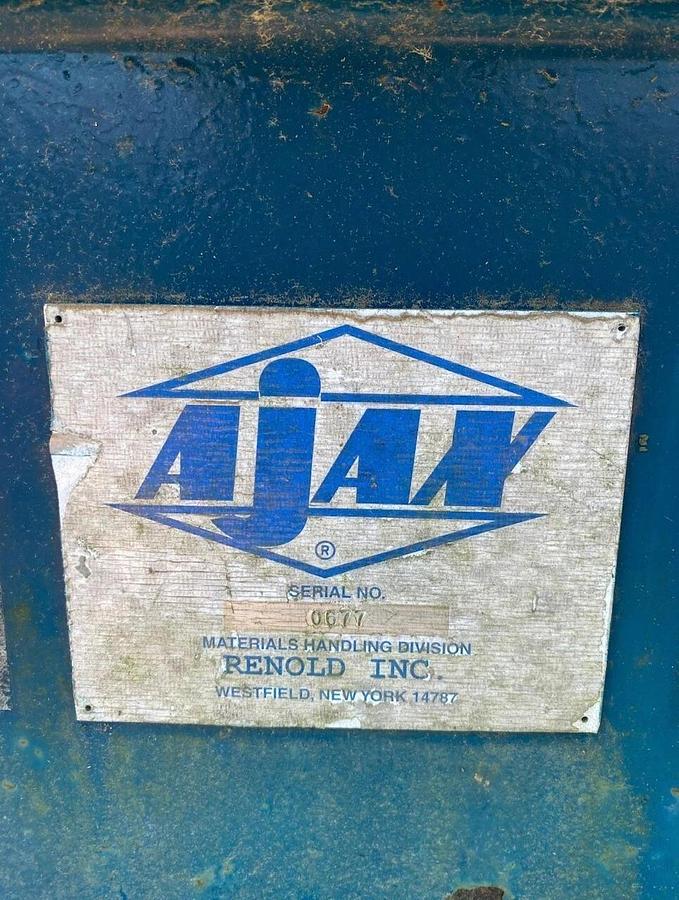 AJAX
®
SERIAL NO.
0677
MATERIALS HANDLING DIVISION
RENOLD INC.
WESTFIELD, NEW YORK 14787